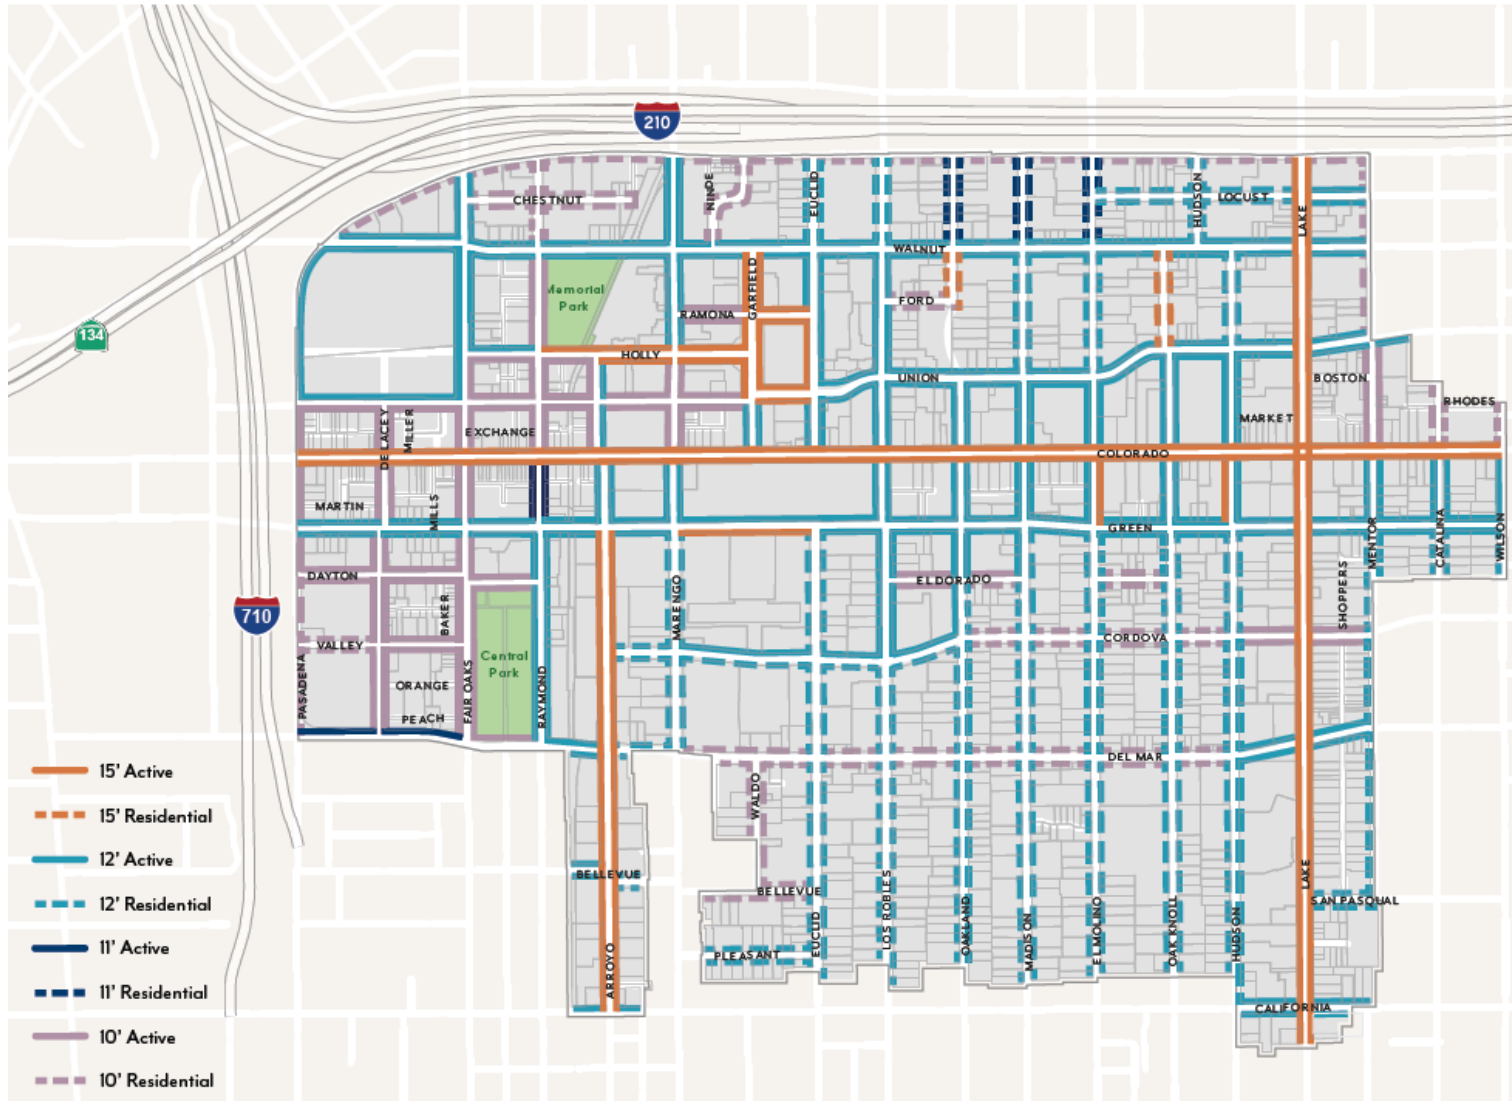 210
NINDE
EUCLID
HUDSON
CHESTNUT
LOCUST
LAKE
WALNUT
Memorial
Park
GARFIELD
FORD
RAMONA
134
HOLLY
UNION
BOSTON
RHODES
DE LACEY
MILLER
EXCHANGE
MARKET
COLORADO
MARTIN
MILLS
GREEN
MENTOR
CATALINA
WILSON
DAYTON
EL DORADO
BAKER
MARENGO
SHOPPERS
710
VALLEY
CORDOVA
Central
Park
PASADENA
ORANGE
FAIR OAKS
RAYMOND
PEACH
DEL MAR
15' Active
WALDO
15' Residential
12' Active
BELLEVUE
LAKE
BELLEVUE
SAN PASQUAL
12' Residential
EUCLID
LOS ROBLES
OAKLAND
MADISON
EL MOLINO
OAK KNOLL
HUDSON
11' Active
PLEASANT
ARROYO
11' Residential
CALIFORNIA
10' Active
10' Residential